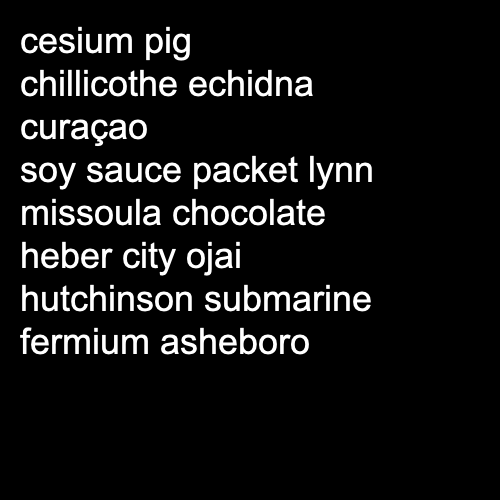 cesium pig
chillicothe echidna
curaçao
soy sauce packet lynn
missoula chocolate
heber city ojai
hutchinson submarine
fermium asheboro